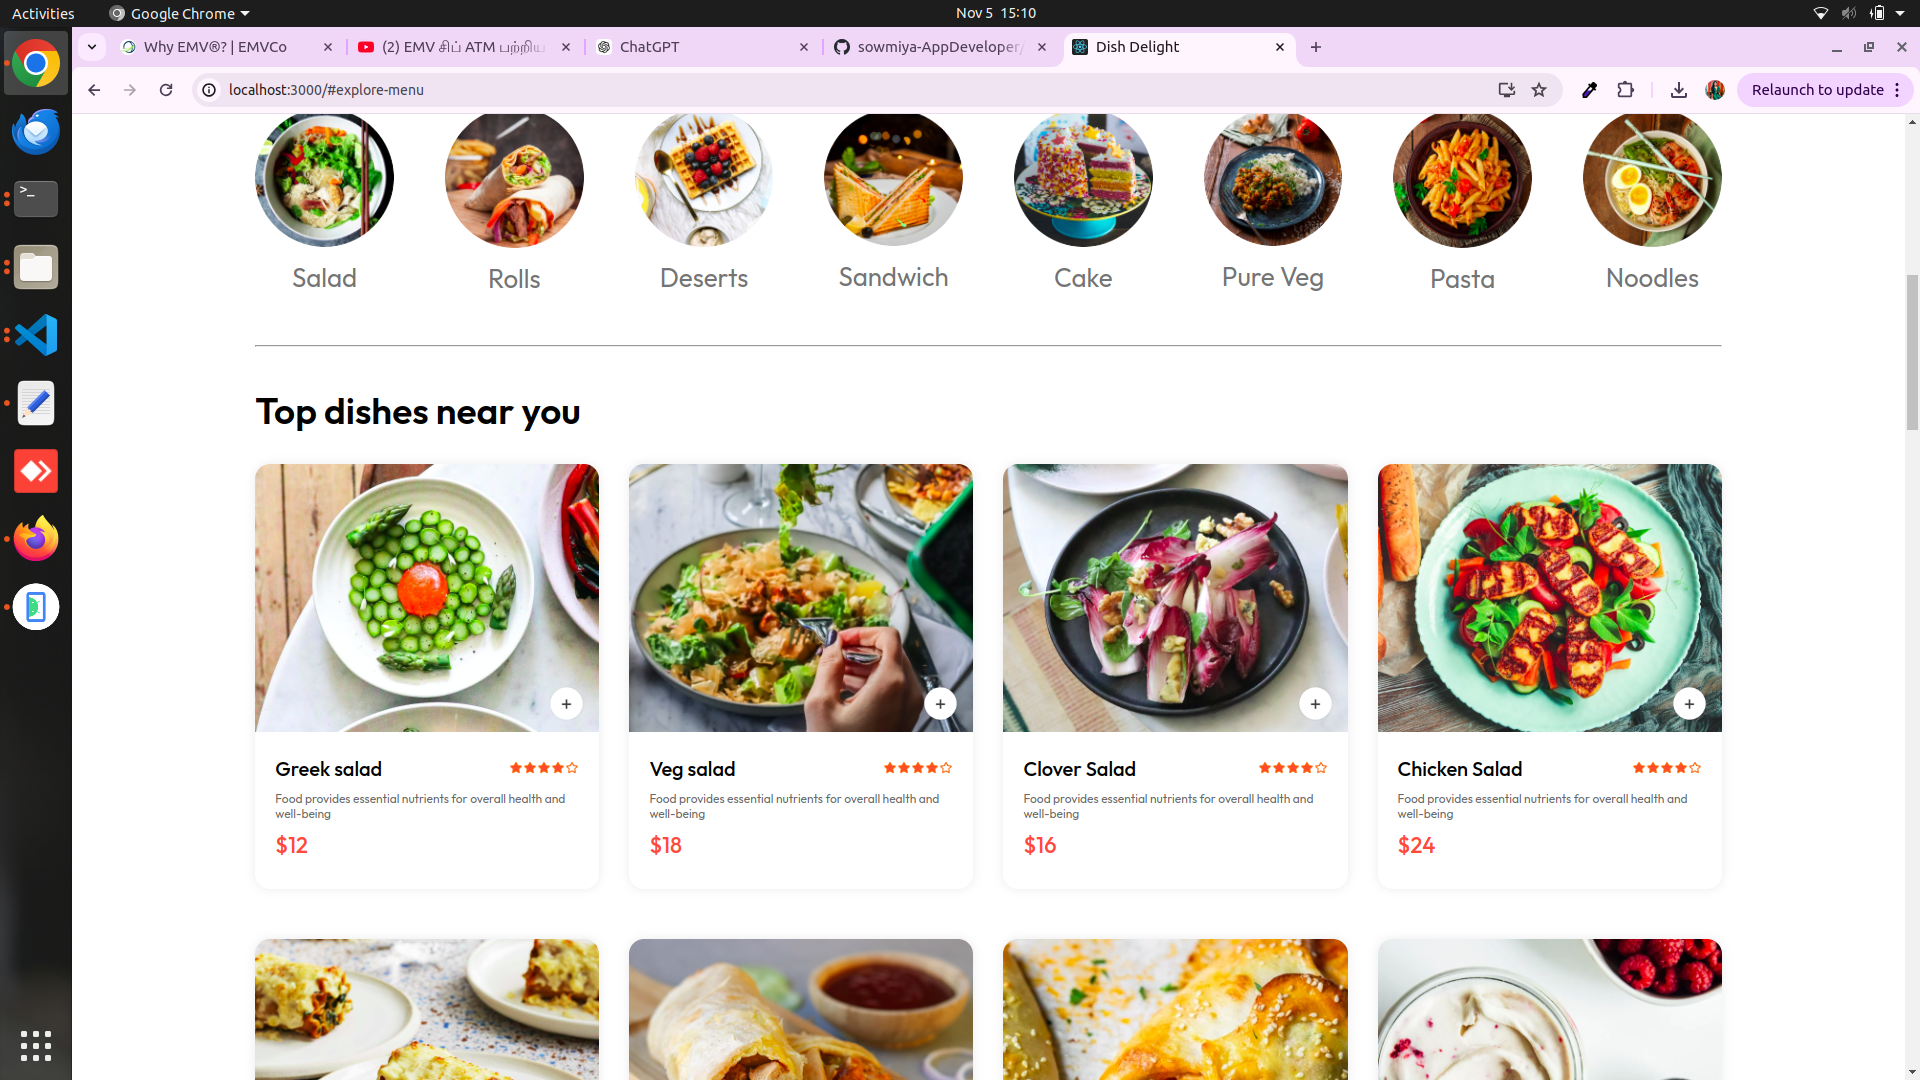 Activities Google Chrome Nov 5 15:10
Why EMV®? | EMVCo (2) EMV சிப் ATM பற்றிய ChatGPT sowmiya-AppDeveloper/ Dish Delight
localhost:3000/#explore-menu Relaunch to update
Salad Rolls Deserts Sandwich Cake Pure Veg Pasta Noodles
Top dishes near you
Greek salad Veg salad Clover Salad Chicken Salad
Food provides essential nutrients for overall health and Food provides essential nutrients for overall health and Food provides essential nutrients for overall health and Food provides essential nutrients for overall health and
well-being well-being well-being well-being
$12 $18 $16 $24